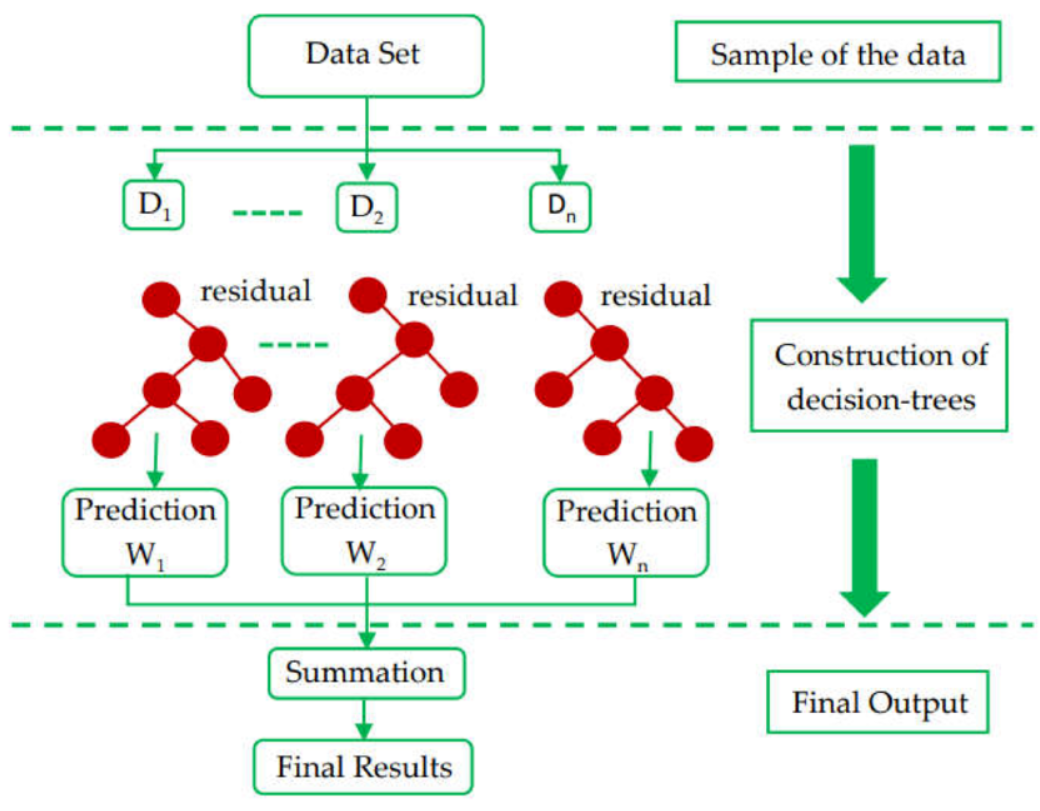 Data Set
Sample of the data
D₁
D₂
Dₙ
residual
residual
residual
Construction of
decision-trees
Prediction
W₁
Prediction
W₂
Prediction
Wₙ
Summation
Final Output
Final Results